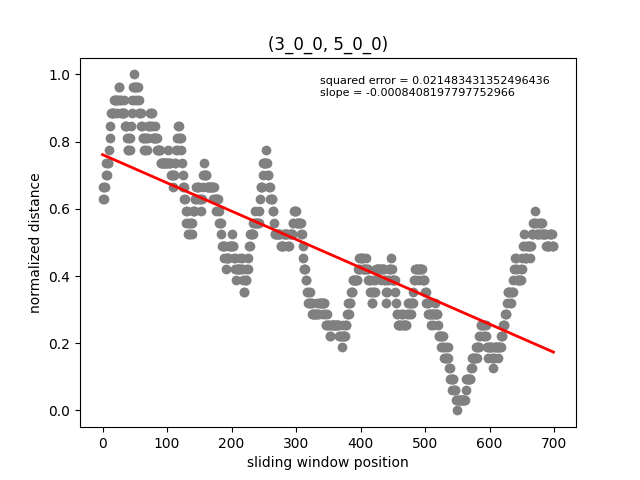 (3_0_0, 5_0_0)
squared error = 0.021483431352496436
slope = -0.0008408197797752966
normalized distance
1.0
0.8
0.6
0.4
0.2
0.0
0 100 200 300 400 500 600 700
sliding window position